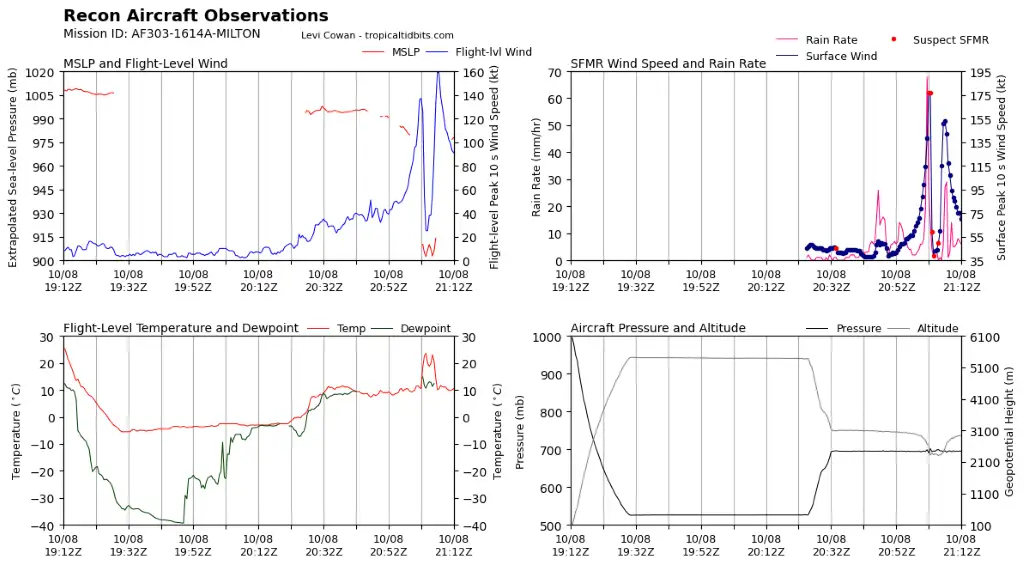 Recon Aircraft Observations
Mission ID: AF303-1614A-MILTON
Levi Cowan - tropicaltidbits.com
MSLP Flight-lvl Wind
MSLP and Flight-Level Wind
Extrapolated Sea-level Pressure (mb)
1020
1005
990
975
960
945
930
915
900
160
140
120
100
80
60
40
20
0
Flight-level Peak 10 s Wind Speed (kt)
10/08 10/08 10/08 10/08 10/08 10/08 10/08
19:12Z 19:32Z 19:52Z 20:12Z 20:32Z 20:52Z 21:12Z
Rain Rate Suspect SFMR
Surface Wind
SFMR Wind Speed and Rain Rate
Rain Rate (mm/hr)
70
60
50
40
30
20
10
0
195
175
155
135
115
95
75
55
35
Surface Peak 10 s Wind Speed (kt)
10/08 10/08 10/08 10/08 10/08 10/08 10/08
19:12Z 19:32Z 19:52Z 20:12Z 20:32Z 20:52Z 21:12Z
Flight-Level Temperature and Dewpoint Temp Dewpoint
Temperature (°C)
30
20
10
0
−10
−20
−30
−40
30
20
10
0
−10
−20
−30
−40
Temperature (°C)
10/08 10/08 10/08 10/08 10/08 10/08 10/08
19:12Z 19:32Z 19:52Z 20:12Z 20:32Z 20:52Z 21:12Z
Aircraft Pressure and Altitude Pressure Altitude
Pressure (mb)
1000
900
800
700
600
500
6100
5100
4100
3100
2100
1100
100
Geopotential Height (m)
10/08 10/08 10/08 10/08 10/08 10/08 10/08
19:12Z 19:32Z 19:52Z 20:12Z 20:32Z 20:52Z 21:12Z